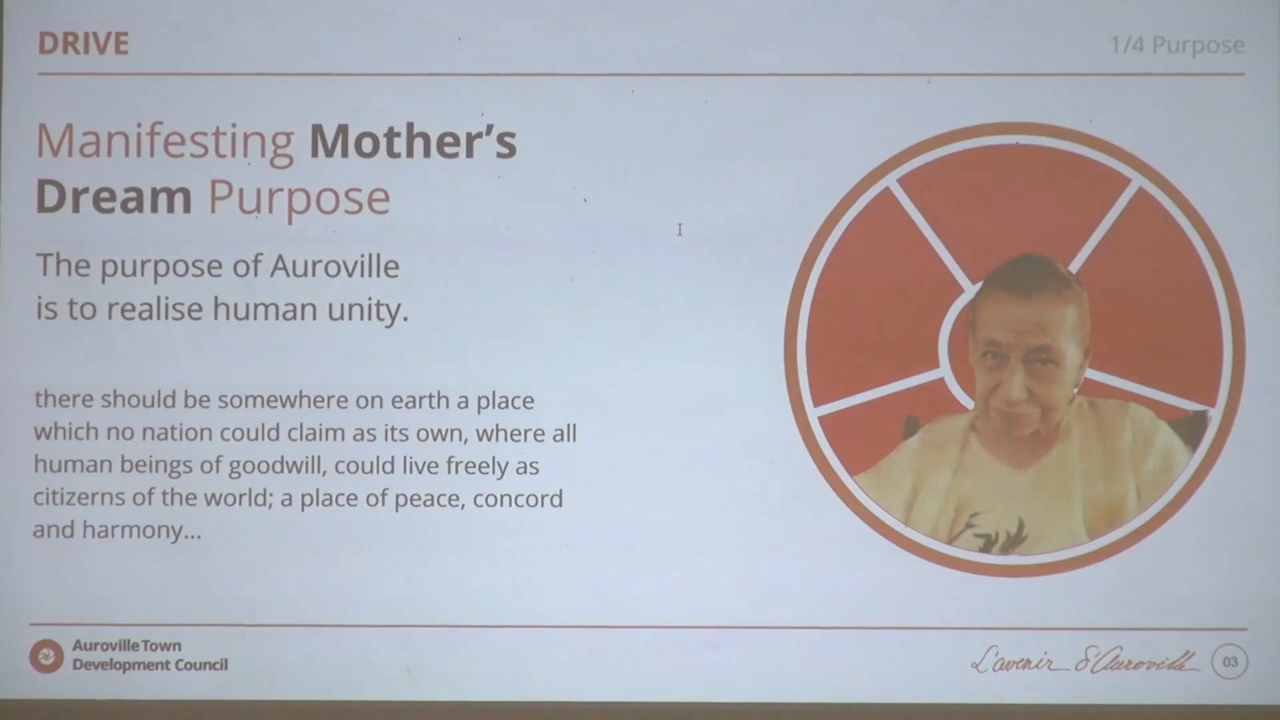 DRIVE
1/4 Purpose
Manifesting Mother's
Dream Purpose
The purpose of Auroville
is to realise human unity.
there should be somewhere on earth a place
which no nation could claim as its own, where all
human beings of goodwill, could live freely as
citizerns of the world; a place of peace, concord
and harmony...
Auroville Town
Development Council
L'avenir d'Auroville
03